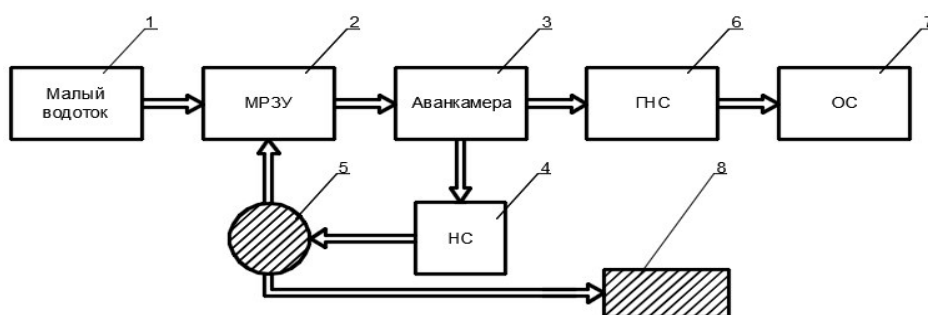 1
2
3
6
7
Малый
водоток
МРЗУ
Аванкамера
ГНС
ОС
5
4
8
НС